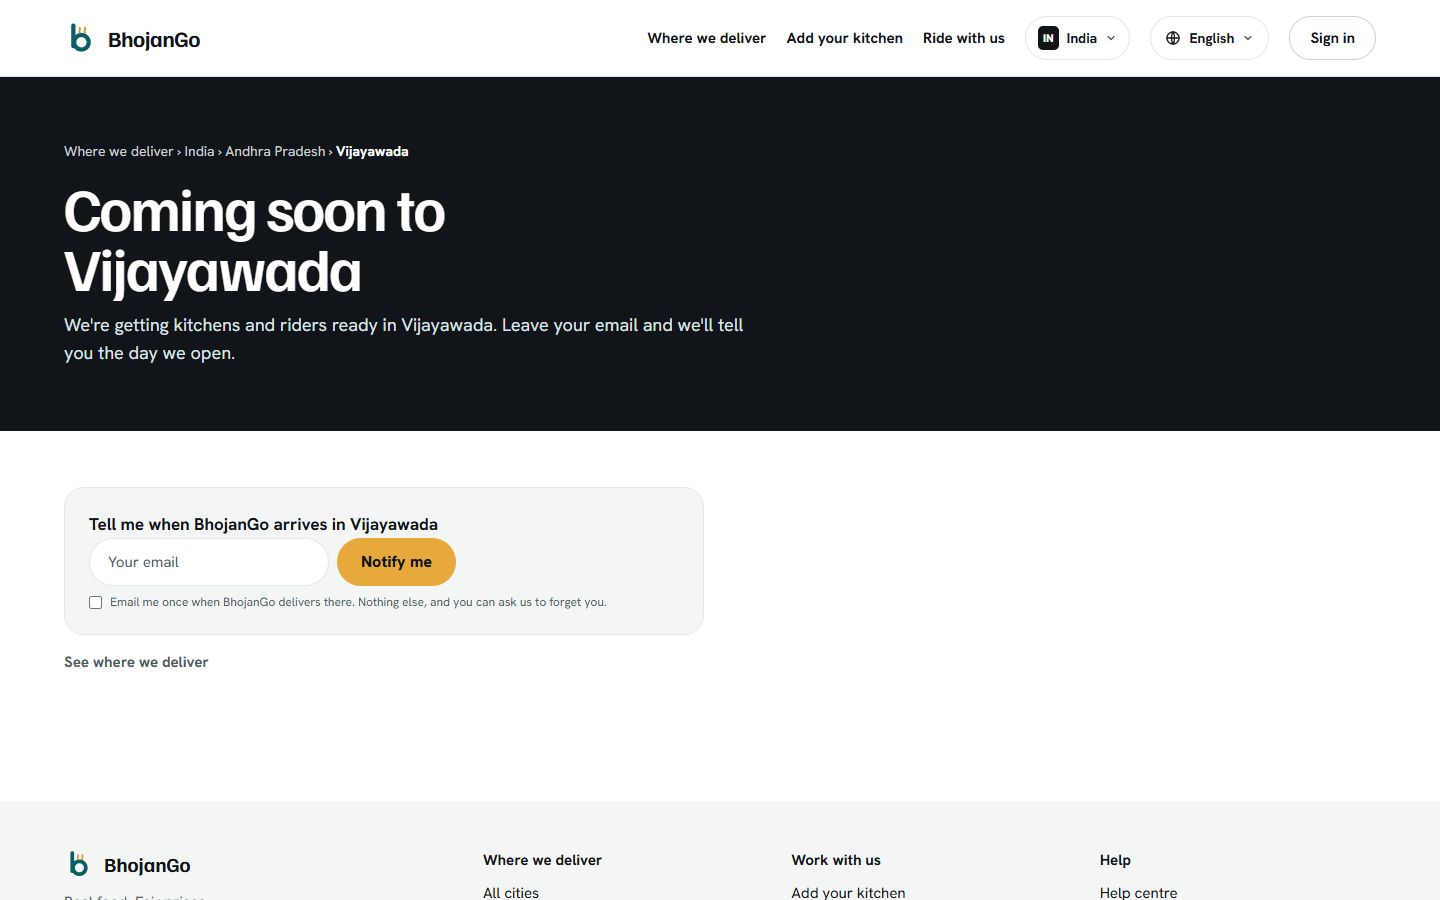 BhojanGo
Where we deliver
Add your kitchen
Ride with us
IN India
English
Sign in
Where we deliver › India › Andhra Pradesh › Vijayawada
Coming soon to
Vijayawada
We're getting kitchens and riders ready in Vijayawada. Leave your email and we'll tell
you the day we open.
Tell me when BhojanGo arrives in Vijayawada
Your email
Notify me
Email me once when BhojanGo delivers there. Nothing else, and you can ask us to forget you.
See where we deliver
BhojanGo
Where we deliver
All cities
Work with us
Add your kitchen
Help
Help centre